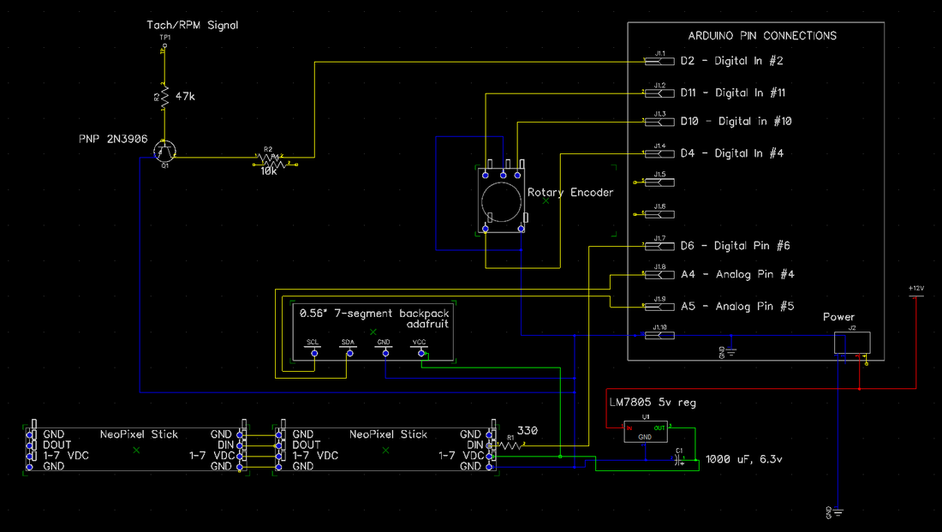 Tach/RPM Signal
TP1
ARDUINO PIN CONNECTIONS
J1.1
D2 - Digital In #2
R3
47k
J1.2
D11 - Digital In #11
J1.3
D10 - Digital in #10
PNP 2N3906
Q1
R2
10k
J1.4
D4 - Digital In #4
J1.5
Rotary Encoder
J1.6
J1.7
D6 - Digital Pin #6
J1.8
A4 - Analog Pin #4
J1.9
A5 - Analog Pin #5
+12V
0.56" 7-segment backpack
adafruit
SCL
SDA
GND
VCC
J1.10
GND
Power
J2
LM7805 5v reg
U1
IN
OUT
GND
C1
1000 uF, 6.3v
NeoPixel Stick
GND
DOUT
1-7 VDC
GND
GND
DIN
1-7 VDC
GND
NeoPixel Stick
GND
DOUT
1-7 VDC
GND
GND
DIN
1-7 VDC
GND
R1
330
GND